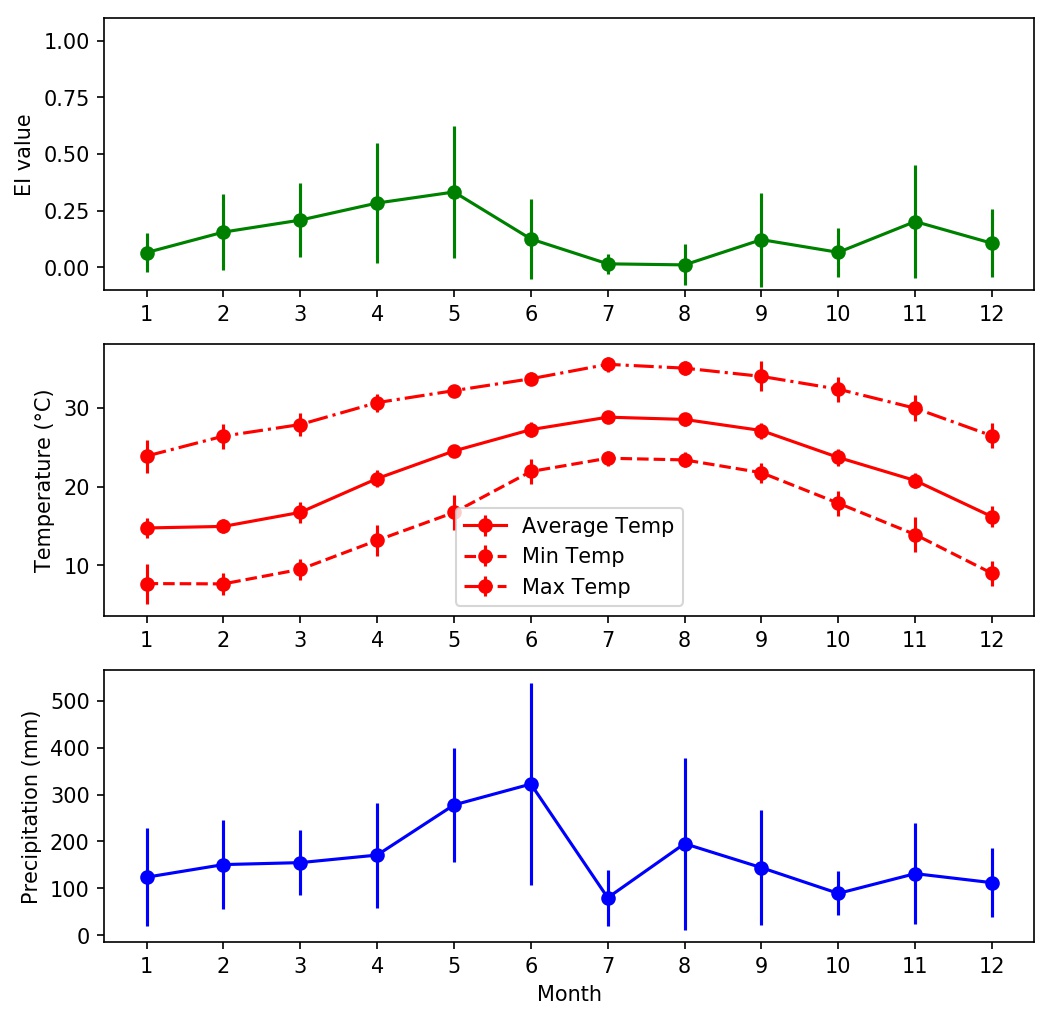 EI value
1.00
0.75
0.50
0.25
0.00
1 2 3 4 5 6 7 8 9 10 11 12
Temperature (°C)
30
20
10
Average Temp
Min Temp
Max Temp
1 2 3 4 5 6 7 8 9 10 11 12
Precipitation (mm)
500
400
300
200
100
0
1 2 3 4 5 6 7 8 9 10 11 12
Month